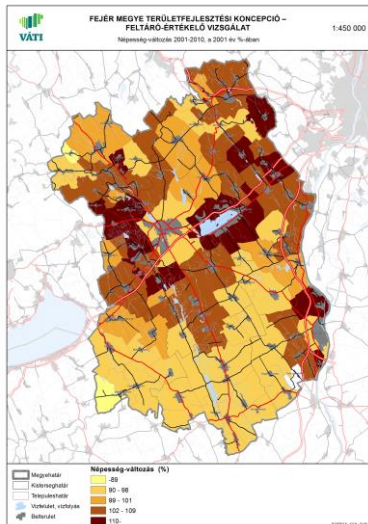 VÁTI
FEJÉR MEGYE TERÜLETFEJLESZTÉSI KONCEPCIÓ –
FELTÁRÓ-ÉRTÉKELŐ VIZSGÁLAT
Népesség-változás 2001-2010, a 2001 év %-ában
1:450 000
Megyehatár
Kistérséghatár
Településhatár
Vízfelület, vízfolyás
Belterület
Népesség-változás (%)
-89
90 - 98
99 - 101
102 - 109
110-